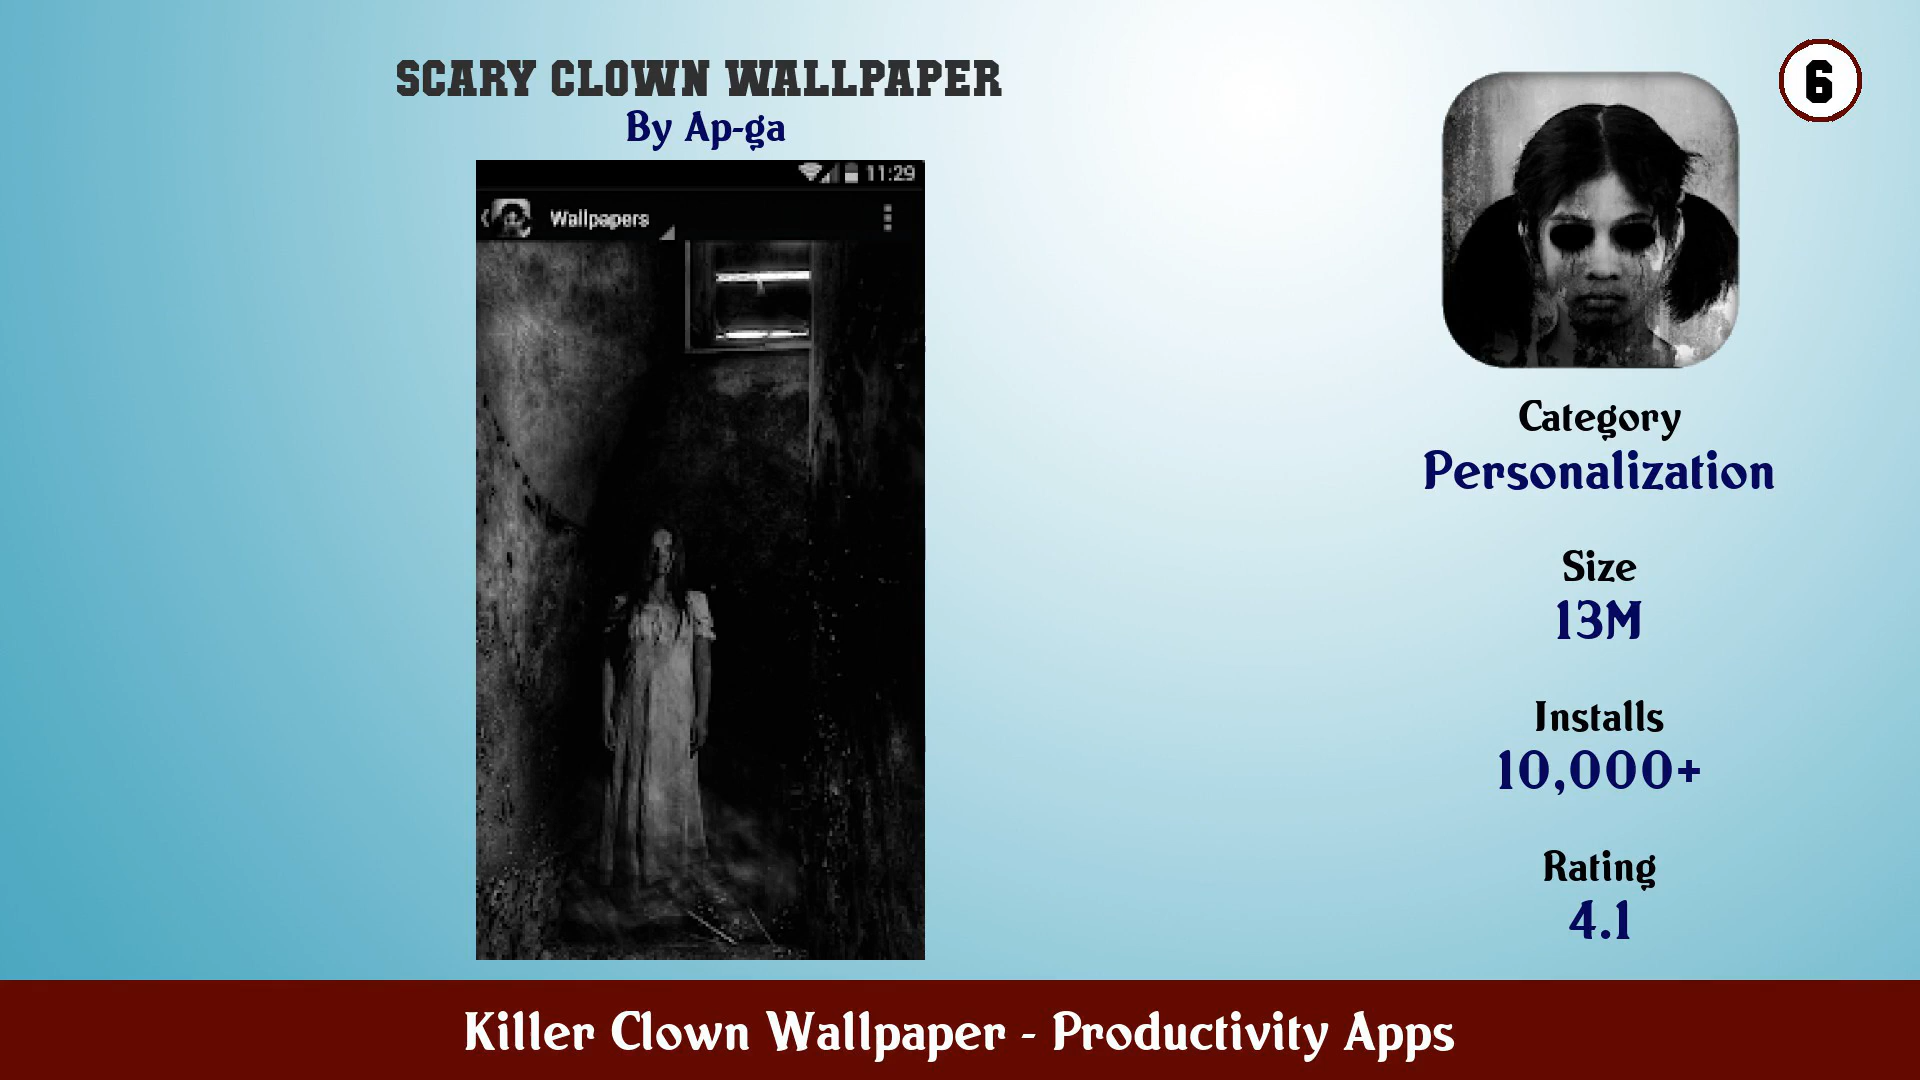 SCARY CLOWN WALLPAPER
By Ap-ga
11:29
Wallpapers
6
Category
Personalization
Size
13M
Installs
10,000+
Rating
4.1
Killer Clown Wallpaper - Productivity Apps